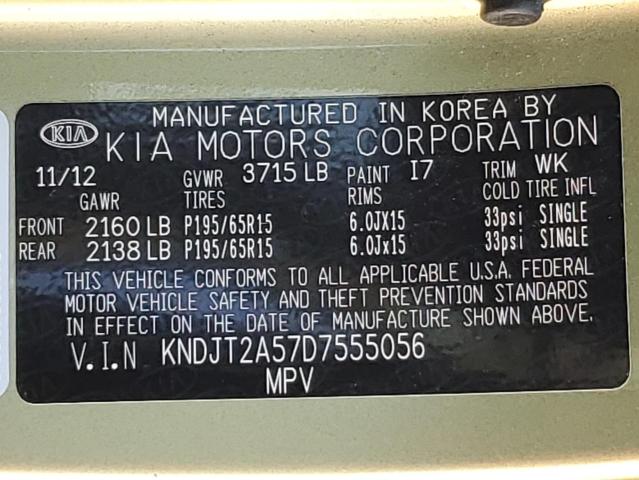 MANUFACTURED IN KOREA BY
KIA KIA MOTORS CORPORATION
11/12 GVWR 3715 LB PAINT I7 TRIM WK
GAWR TIRES RIMS COLD TIRE INFL
FRONT 2160 LB P195/65R15 6.0JX15 33psi SINGLE
REAR 2138 LB P195/65R15 6.0Jx15 33psi SINGLE
THIS VEHICLE CONFORMS TO ALL APPLICABLE U.S.A. FEDERAL
MOTOR VEHICLE SAFETY AND THEFT PREVENTION STANDARDS
IN EFFECT ON THE DATE OF MANUFACTURE SHOWN ABOVE.
V.I.N KNDJT2A57D7555056
MPV